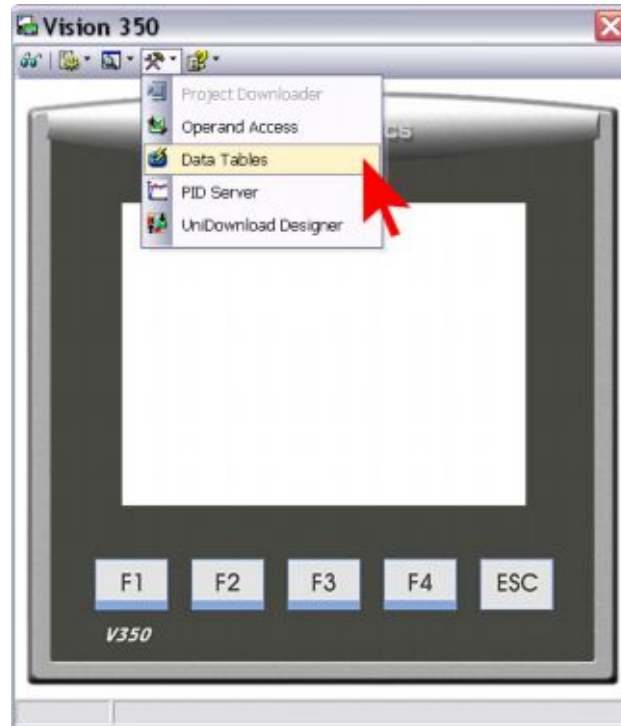 Vision 350
Project Downloader
Operand Access
Data Tables
PID Server
UniDownload Designer
F1 F2 F3 F4 ESC
V350